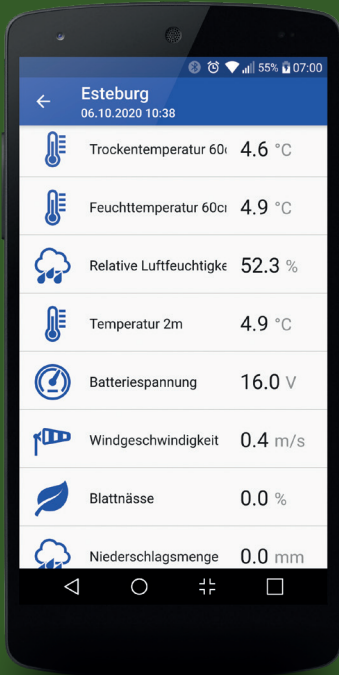 55% 07:00
Esteburg
06.10.2020 10:38
Trockentemperatur 60c 4.6 °C
Feuchttemperatur 60cr 4.9 °C
Relative Luftfeuchtigke 52.3 %
Temperatur 2m 4.9 °C
Batteriespannung 16.0 V
Windgeschwindigkeit 0.4 m/s
Blattnässe 0.0 %
Niederschlagsmenge 0.0 mm